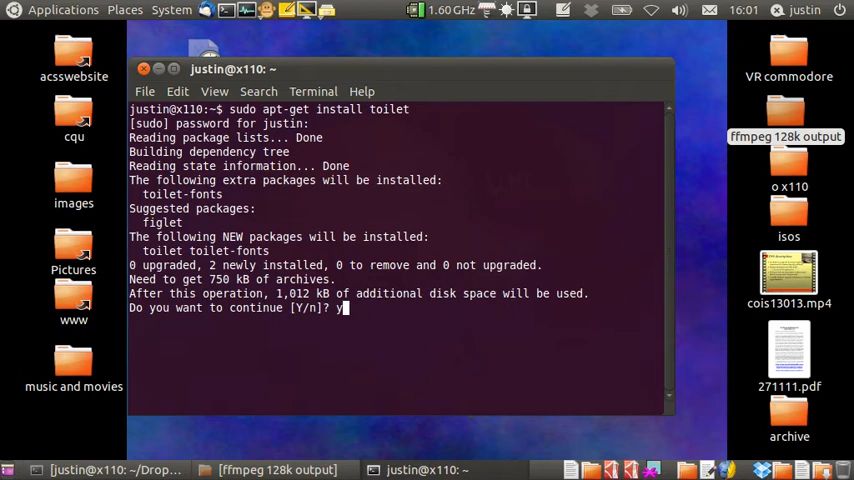 Applications Places System
1.60 GHz
16:01
justin
justin@x110: ~
File Edit View Search Terminal Help
justin@x110:~$ sudo apt-get install toilet
[sudo] password for justin:
Reading package lists... Done
Building dependency tree
Reading state information... Done
The following extra packages will be installed:
toilet-fonts
Suggested packages:
figlet
The following NEW packages will be installed:
toilet toilet-fonts
0 upgraded, 2 newly installed, 0 to remove and 0 not upgraded.
Need to get 750 kB of archives.
After this operation, 1,012 kB of additional disk space will be used.
Do you want to continue [Y/n]? y
acsswebsite
cqu
images
Pictures
www
music and movies
VR commodore
ffmpeg 128k output
o x110
isos
cois13013.mp4
271111.pdf
archive
[justin@x110: ~/Drop...
[ffmpeg 128k output]
justin@x110: ~